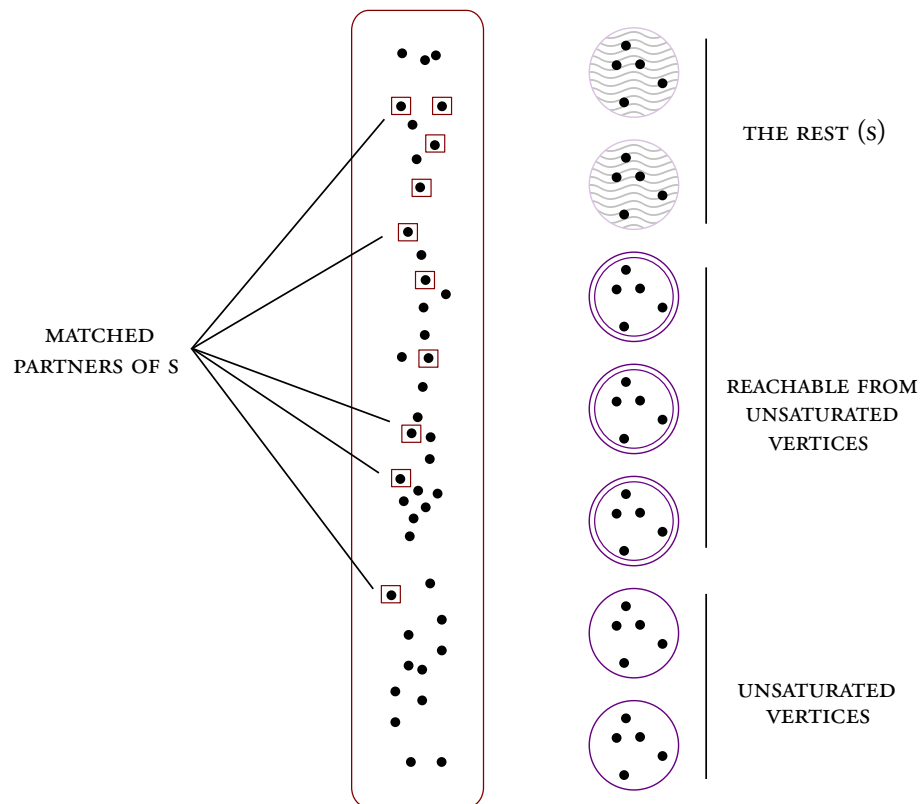 THE REST (S)
MATCHED
PARTNERS OF S
REACHABLE FROM
UNSATURATED
VERTICES
UNSATURATED
VERTICES